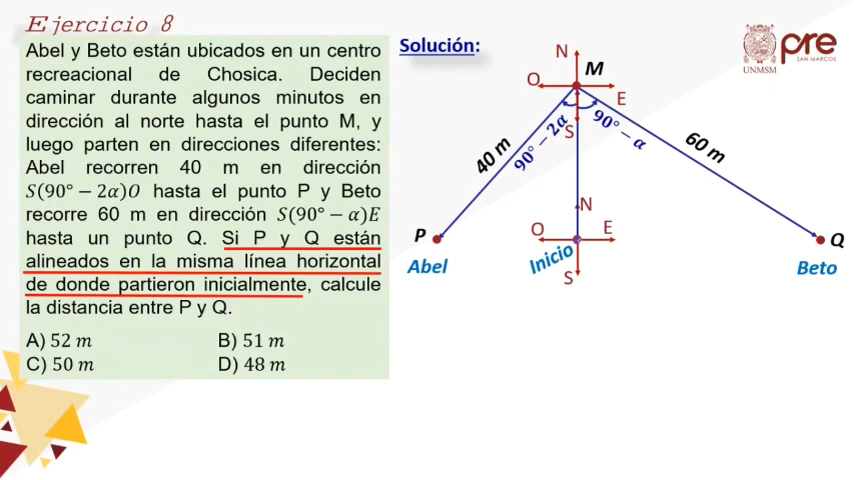 Ejercicio 8
Abel y Beto están ubicados en un centro
recreacional de Chosica. Deciden
caminar durante algunos minutos en
dirección al norte hasta el punto M, y
luego parten en direcciones diferentes:
Abel recorren 40 m en dirección
S(90° − 2α)O hasta el punto P y Beto
recorre 60 m en dirección S(90° − α)E
hasta un punto Q. Si P y Q están
alineados en la misma línea horizontal
de donde partieron inicialmente, calcule
la distancia entre P y Q.
A) 52 m B) 51 m
C) 50 m D) 48 m
Solución:
N
M
O
E
S
40 m
90° − 2α
90° − α
60 m
N
P
O
E
Q
Abel
Inicio
S
Beto
UNMSM
pre
SAN MARCOS